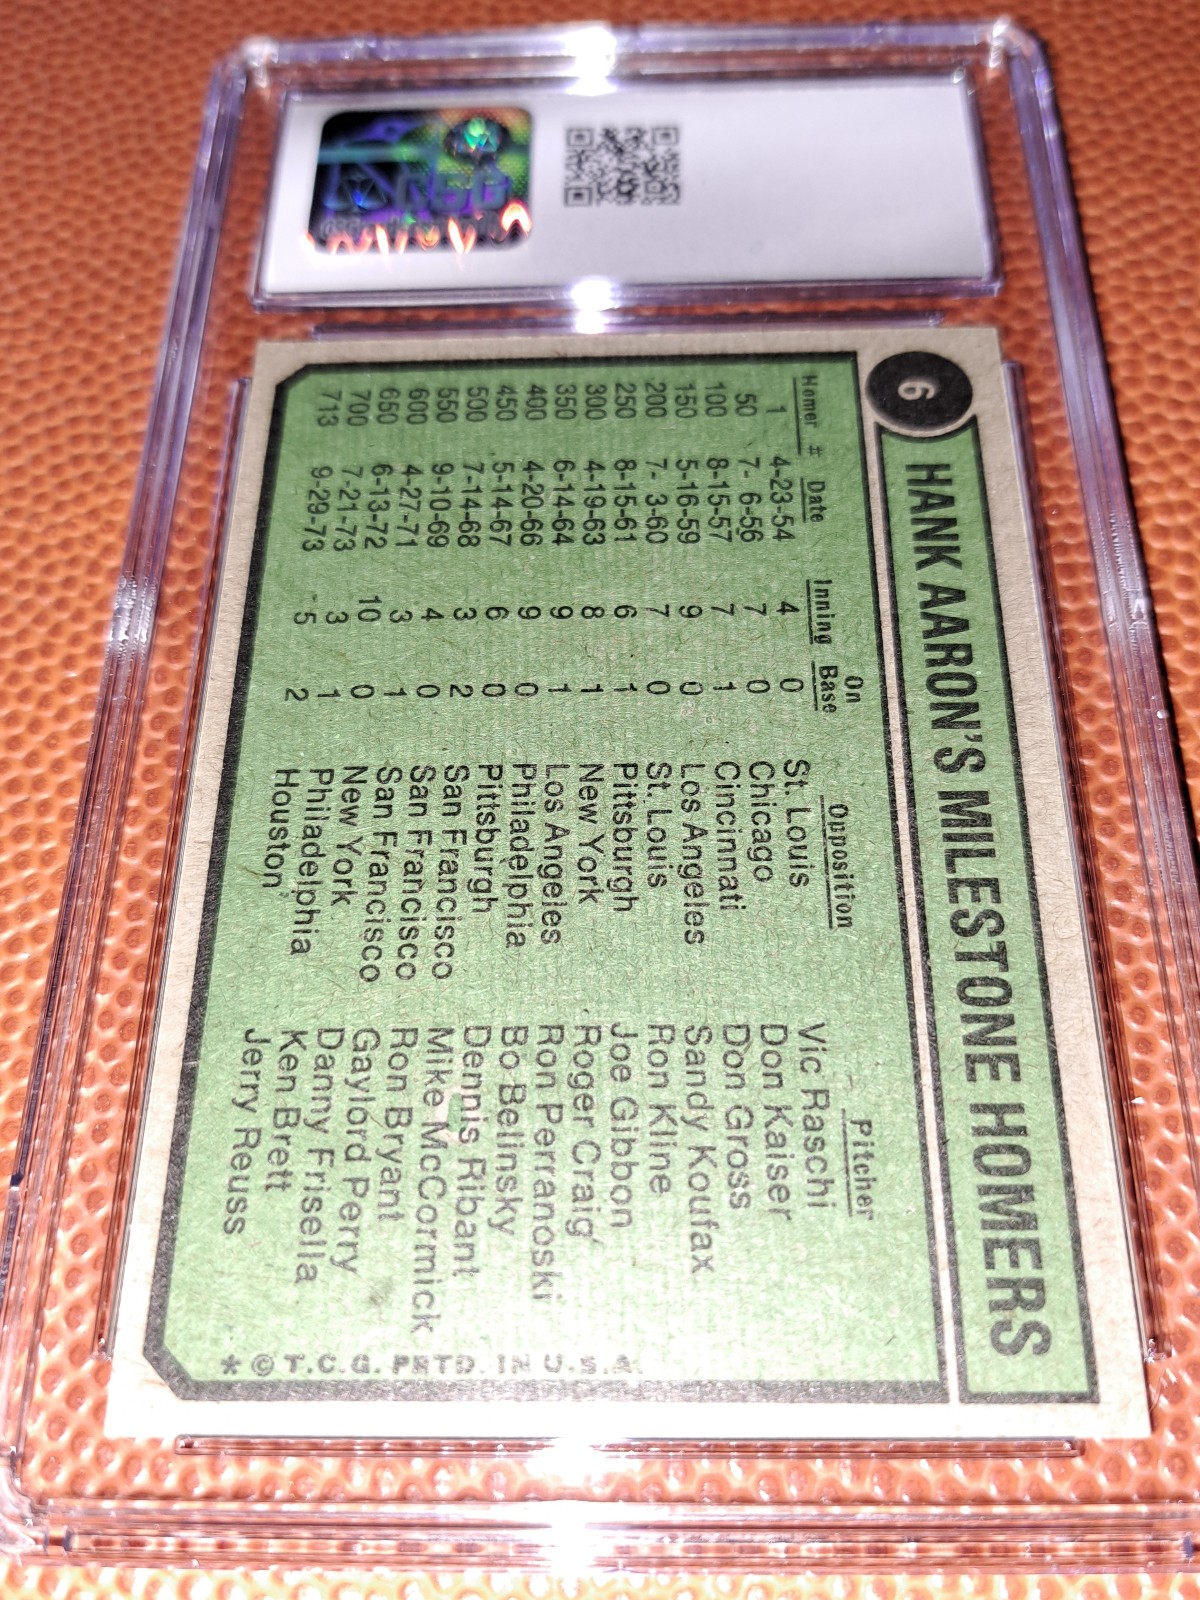 CSG
6
HANK AARON'S MILESTONE HOMERS
Homer # Date Inning On Base Opposition Pitcher
1 4-23-54 4 0 St. Louis Vic Raschi
50 7- 6-56 7 0 Chicago Don Kaiser
100 8-15-57 7 1 Cincinnati Don Gross
150 5-16-59 9 0 Los Angeles Sandy Koufax
200 7- 3-60 7 0 St. Louis Ron Kline
250 8-15-61 6 1 Pittsburgh Joe Gibbon
300 4-19-63 8 1 New York Roger Craig
350 6-14-64 9 1 Los Angeles Ron Perranoski
400 4-20-66 9 0 Philadelphia Bo Belinsky
450 5-14-67 6 0 Pittsburgh Dennis Ribant
500 7-14-68 3 2 San Francisco Mike McCormick
550 9-10-69 4 0 San Francisco Ron Bryant
600 4-27-71 3 1 San Francisco Gaylord Perry
650 6-13-72 10 0 New York Danny Frisella
700 7-21-73 3 1 Philadelphia Ken Brett
713 9-29-73 5 2 Houston Jerry Reuss
* © T.C.G. PRTD. IN U.S.A.